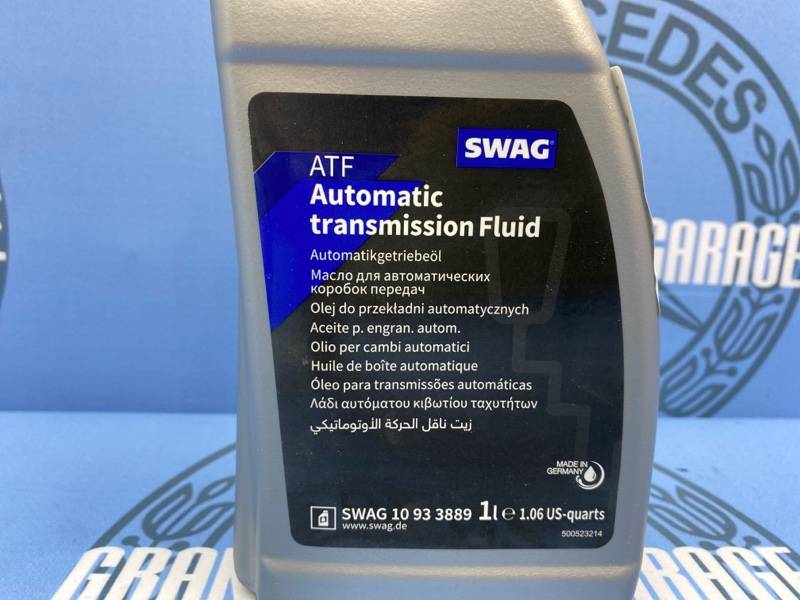 SWAG
ATF
Automatic
transmission Fluid
Automatikgetriebeöl
Масло для автоматических
коробок передач
Olej do przekładni automatycznych
Aceite p. engran. autom.
Olio per cambi automatici
Huile de boîte automatique
Óleo para transmissões automáticas
Λάδι αυτόματου κιβωτίου ταχυτήτων
زيت ناقل الحركة الأوتوماتيكي
MADE IN
GERMANY
SWAG 10 93 3889 1l e 1.06 US-quarts
www.swag.de
500523214
GARAGE
GARAGE